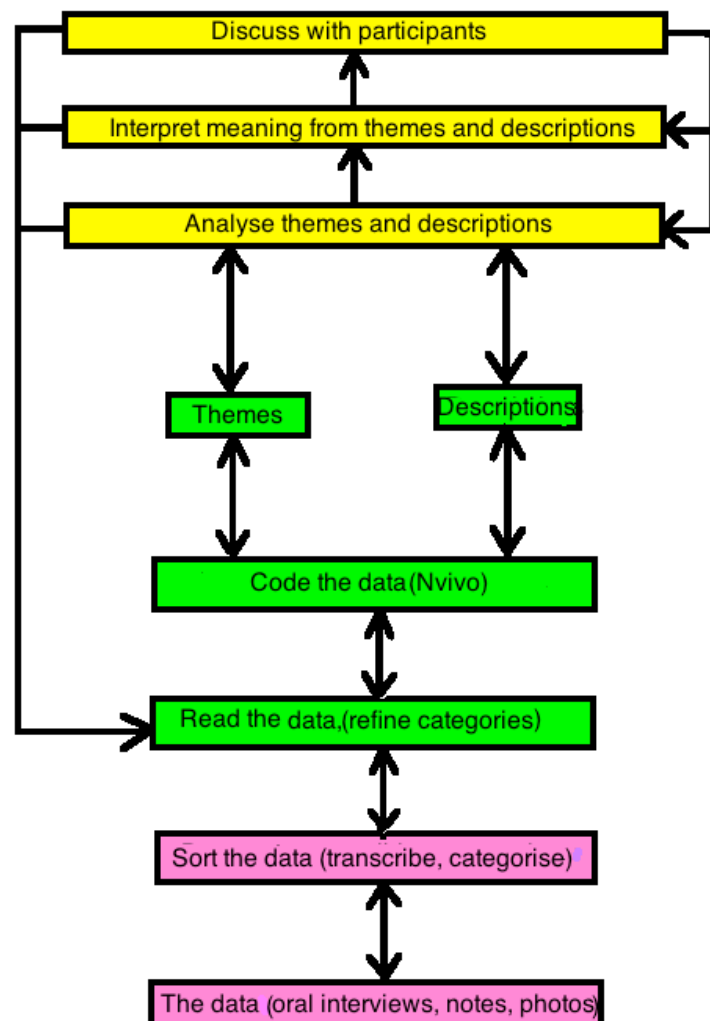 Discuss with participants
Interpret meaning from themes and descriptions
Analyse themes and descriptions
Themes
Descriptions
Code the data(Nvivo)
Read the data,(refine categories)
Sort the data (transcribe, categorise)
The data (oral interviews, notes, photos)